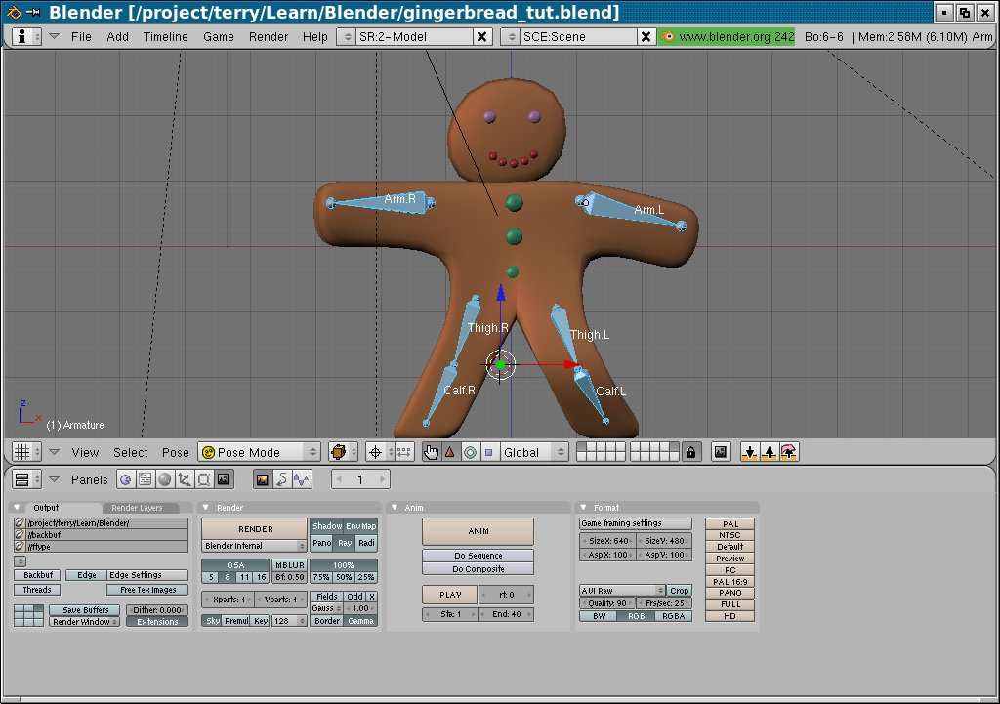 Blender [/project/terry/Learn/Blender/gingerbread_tut.blend]
File Add Timeline Game Render Help SR:2-Model SCE:Scene www.blender.org 242 Bo:6-6 | Mem:2.58M (6.10M) Arm
Arm.R
Arm.L
Thigh.R
Thigh.L
Calf.R
Calf.L
z
x
(1) Armature
View Select Pose Pose Mode Global
Panels 1
Output Render Layers
/project/terry/Learn/Blender/
//backbuf
//ftype
Backbuf Edge Edge Settings
Threads Free Tex Images
Save Buffers Dither: 0.000
Render Window Extensions
Render
RENDER Shadow EnvMap
Blender Internal Pano Ray Radi
OSA MBLUR 100%
5 8 11 16 Bf: 0.50 75% 50% 25%
Xparts: 4 Yparts: 4 Fields Odd X
Gauss 1.00
Sky Premul Key 128 Border Gamma
Anim
ANIM
Do Sequence
Do Composite
PLAY rt: 0
Sta: 1 End: 40
Format
Game framing settings
SizeX: 640 SizeY: 480
AspX: 100 AspY: 100
AVI Raw Crop
Quality: 90 Frs/sec: 25
BW RGB RGBA
PAL
NTSC
Default
Preview
PC
PAL 16:9
PANO
FULL
HD